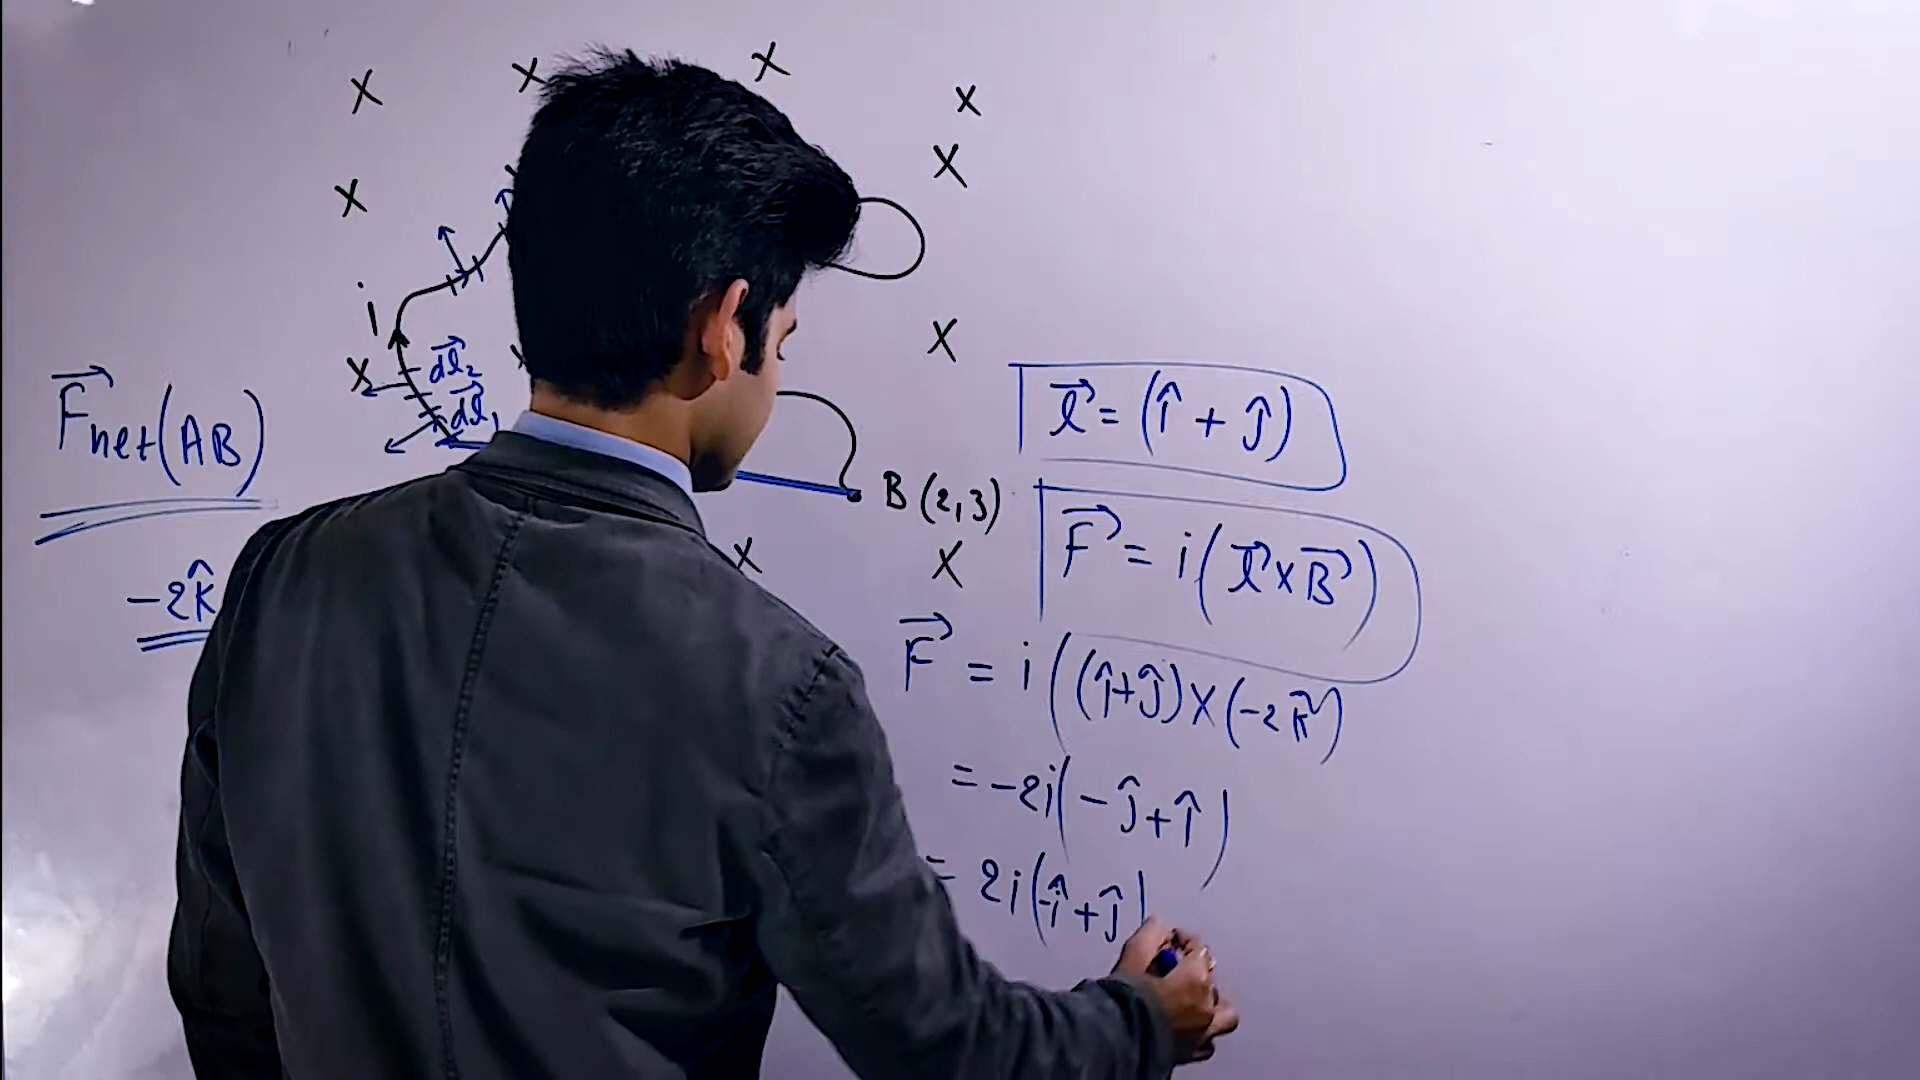 X X X X
X X
i
X X
d𝑙⃗₂
d𝑙⃗₁
F⃗net(AB)
-2k̂
B (2,3)
X X
𝑙⃗ = (î + ĵ)
F⃗ = i(𝑙⃗ × B⃗)
F⃗ = i((î+ĵ)×(-2k̂)
= -2i(-ĵ+î)
= 2i(-î+ĵ)